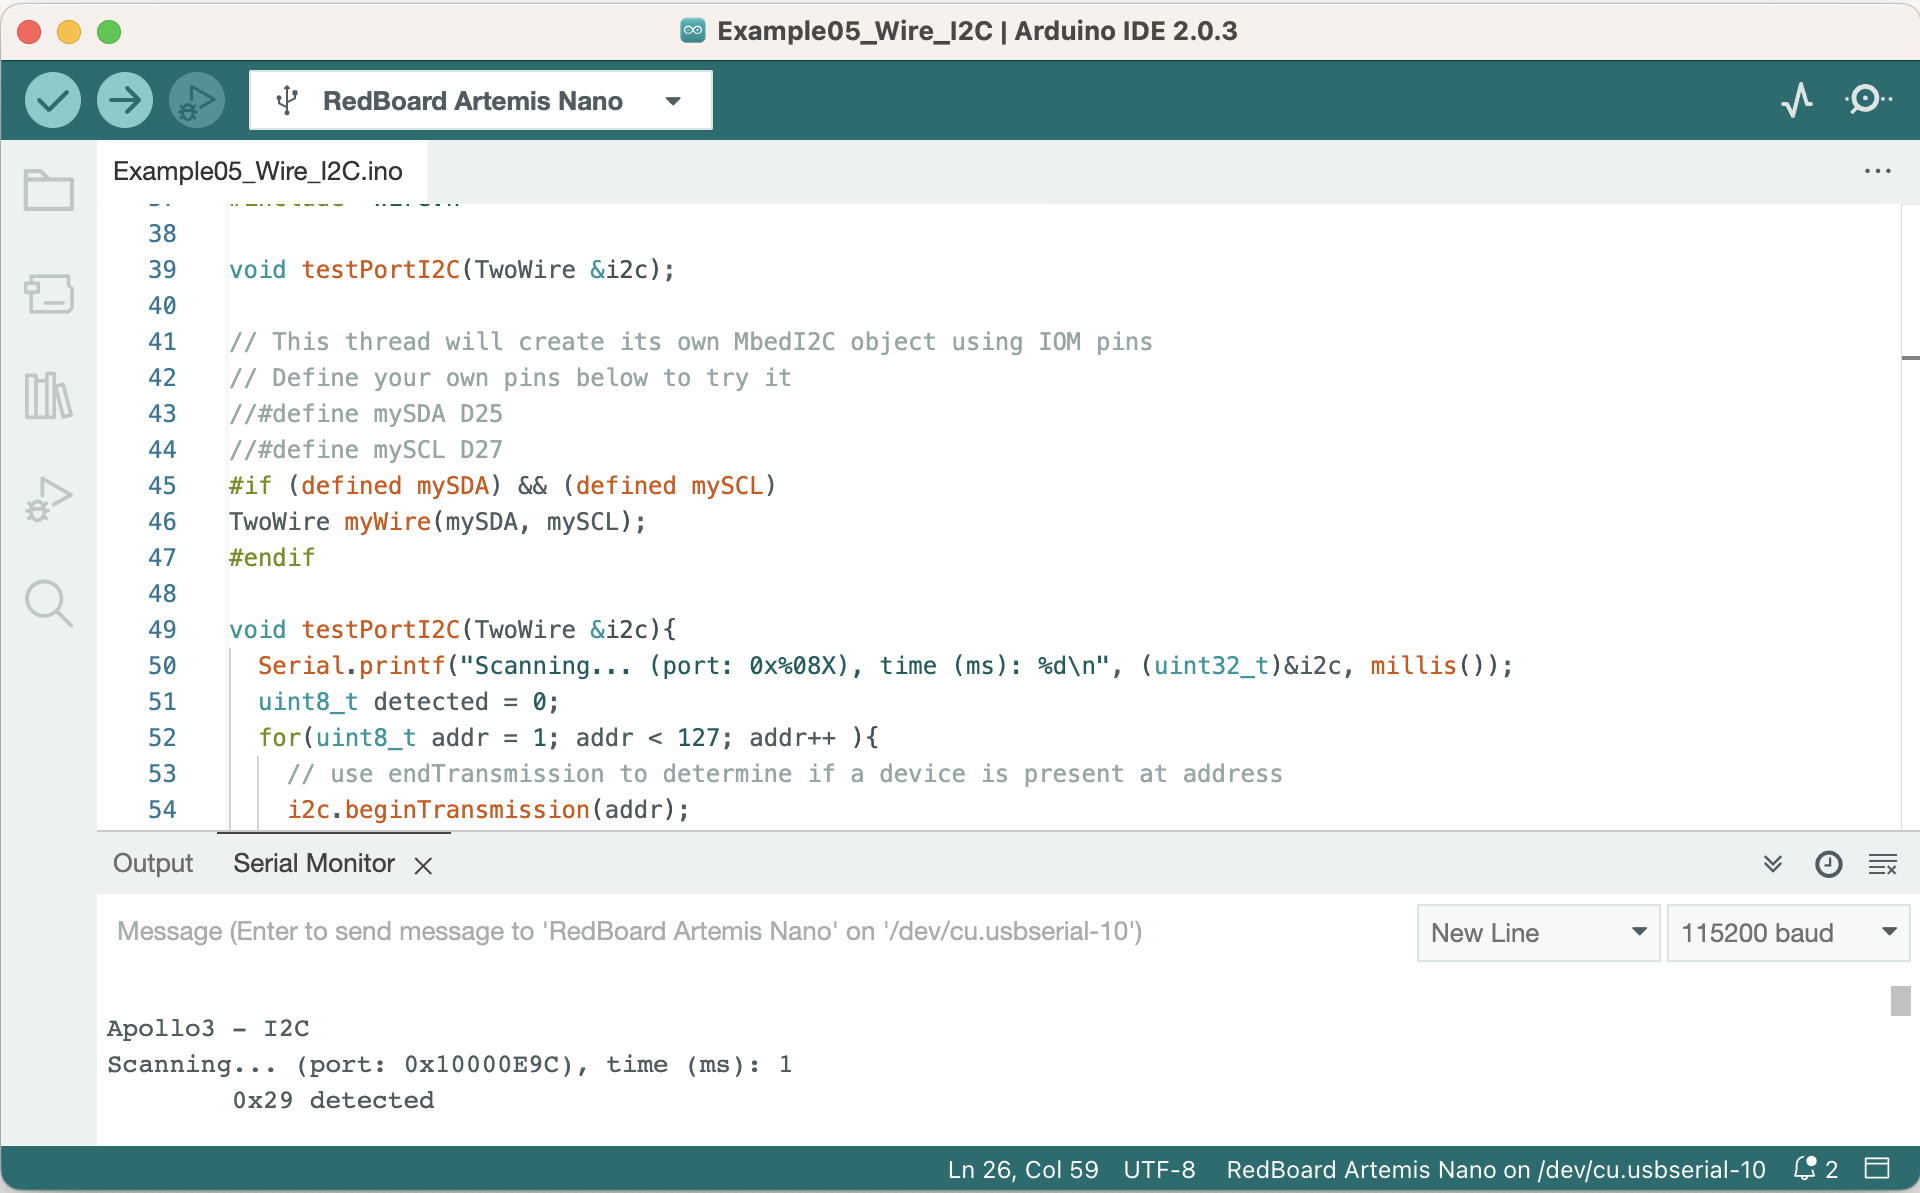 Example05_Wire_I2C | Arduino IDE 2.0.3
RedBoard Artemis Nano
Example05_Wire_I2C.ino
38
39 void testPortI2C(TwoWire &i2c);
40
41 // This thread will create its own MbedI2C object using IOM pins
42 // Define your own pins below to try it
43 //#define mySDA D25
44 //#define mySCL D27
45 #if (defined mySDA) && (defined mySCL)
46 TwoWire myWire(mySDA, mySCL);
47 #endif
48
49 void testPortI2C(TwoWire &i2c){
50 Serial.printf("Scanning... (port: 0x%08X), time (ms): %d\n", (uint32_t)&i2c, millis());
51 uint8_t detected = 0;
52 for(uint8_t addr = 1; addr < 127; addr++ ){
53 // use endTransmission to determine if a device is present at address
54 i2c.beginTransmission(addr);
Output Serial Monitor
Message (Enter to send message to 'RedBoard Artemis Nano' on '/dev/cu.usbserial-10')
New Line 115200 baud
Apollo3 - I2C
Scanning... (port: 0x10000E9C), time (ms): 1
0x29 detected
Ln 26, Col 59 UTF-8 RedBoard Artemis Nano on /dev/cu.usbserial-10 2